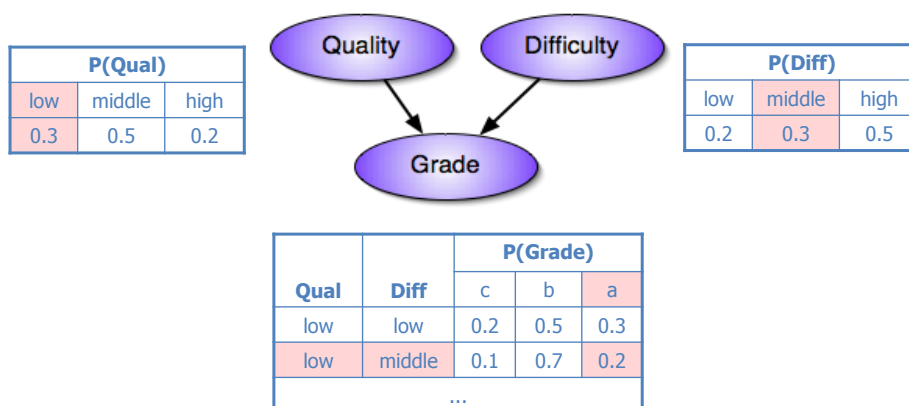 Quality Difficulty
P(Qual)
low middle high
0.3 0.5 0.2
P(Diff)
low middle high
0.2 0.3 0.5
Grade
P(Grade)
Qual Diff c b a
low low 0.2 0.5 0.3
low middle 0.1 0.7 0.2
...